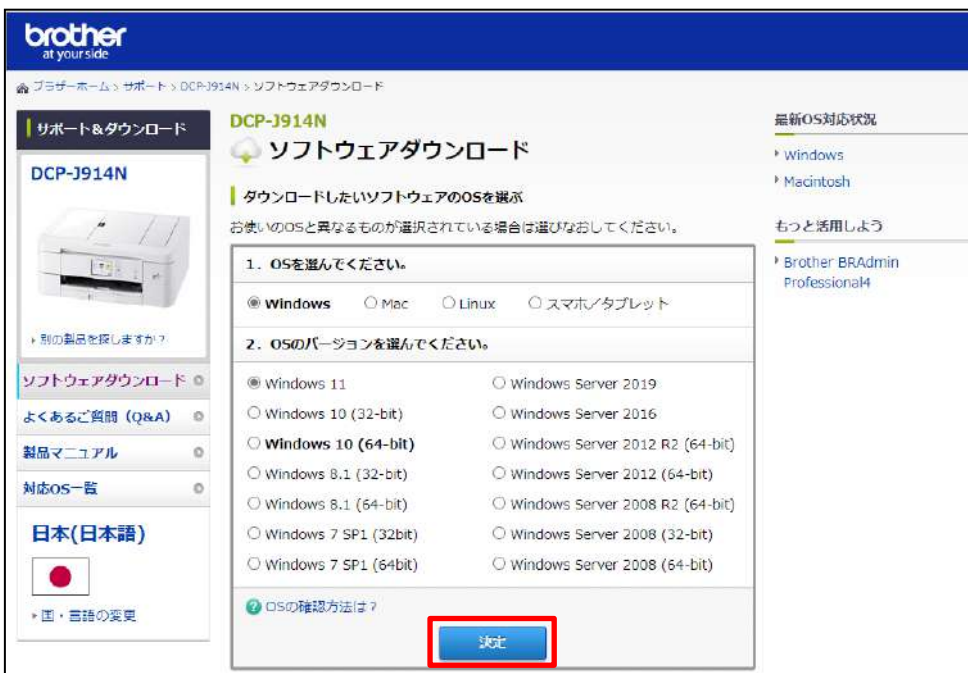 brother
at your side
ブラザーホーム > サポート > DCP-J914N > ソフトウェアダウンロード
サポート&ダウンロード
DCP-J914N
別の製品を探しますか?
ソフトウェアダウンロード
よくあるご質問（Q&A）
製品マニュアル
対応OS一覧
日本(日本語)
国・言語の変更
DCP-J914N
ソフトウェアダウンロード
ダウンロードしたいソフトウェアのOSを選ぶ
お使いのOSと異なるものが選択されている場合は選びなおしてください。
1. OSを選んでください。
Windows Mac Linux スマホ/タブレット
2. OSのバージョンを選んでください。
Windows 11 Windows Server 2019
Windows 10 (32-bit) Windows Server 2016
Windows 10 (64-bit) Windows Server 2012 R2 (64-bit)
Windows 8.1 (32-bit) Windows Server 2012 (64-bit)
Windows 8.1 (64-bit) Windows Server 2008 R2 (64-bit)
Windows 7 SP1 (32bit) Windows Server 2008 (32-bit)
Windows 7 SP1 (64bit) Windows Server 2008 (64-bit)
OSの確認方法は?
決定
最新OS対応状況
Windows
Macintosh
もっと活用しよう
Brother BRAdmin
Professional4